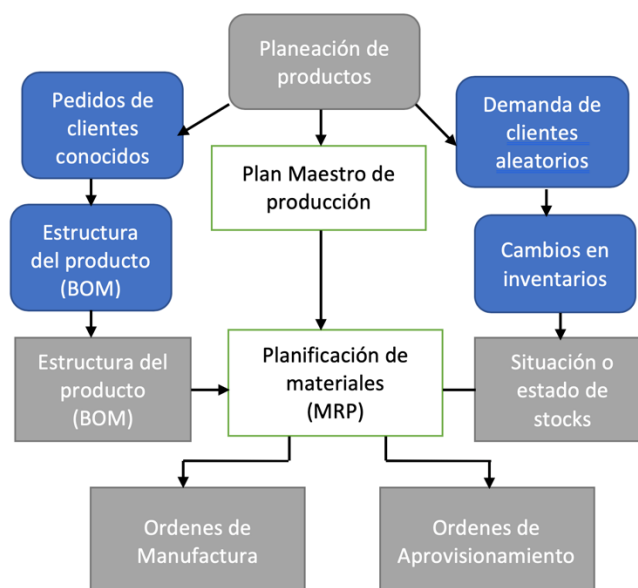 Planeación de
productos
Pedidos de
clientes
conocidos
Plan Maestro de
producción
Demanda de
clientes
aleatorios
Estructura
del producto
(BOM)
Cambios en
inventarios
Estructura del
producto
(BOM)
Planificación de
materiales
(MRP)
Situación o
estado de
stocks
Ordenes de
Manufactura
Ordenes de
Aprovisionamiento